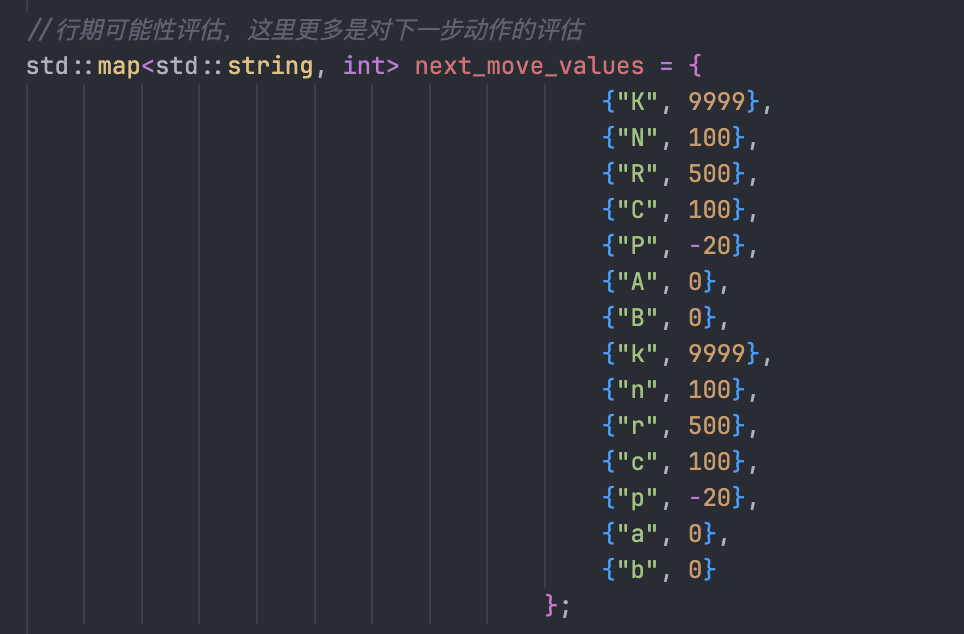 //行期可能性评估，这里更多是对下一步动作的评估
std::map<std::string, int> next_move_values = {
{"K", 9999},
{"N", 100},
{"R", 500},
{"C", 100},
{"P", -20},
{"A", 0},
{"B", 0},
{"k", 9999},
{"n", 100},
{"r", 500},
{"c", 100},
{"p", -20},
{"a", 0},
{"b", 0}
};